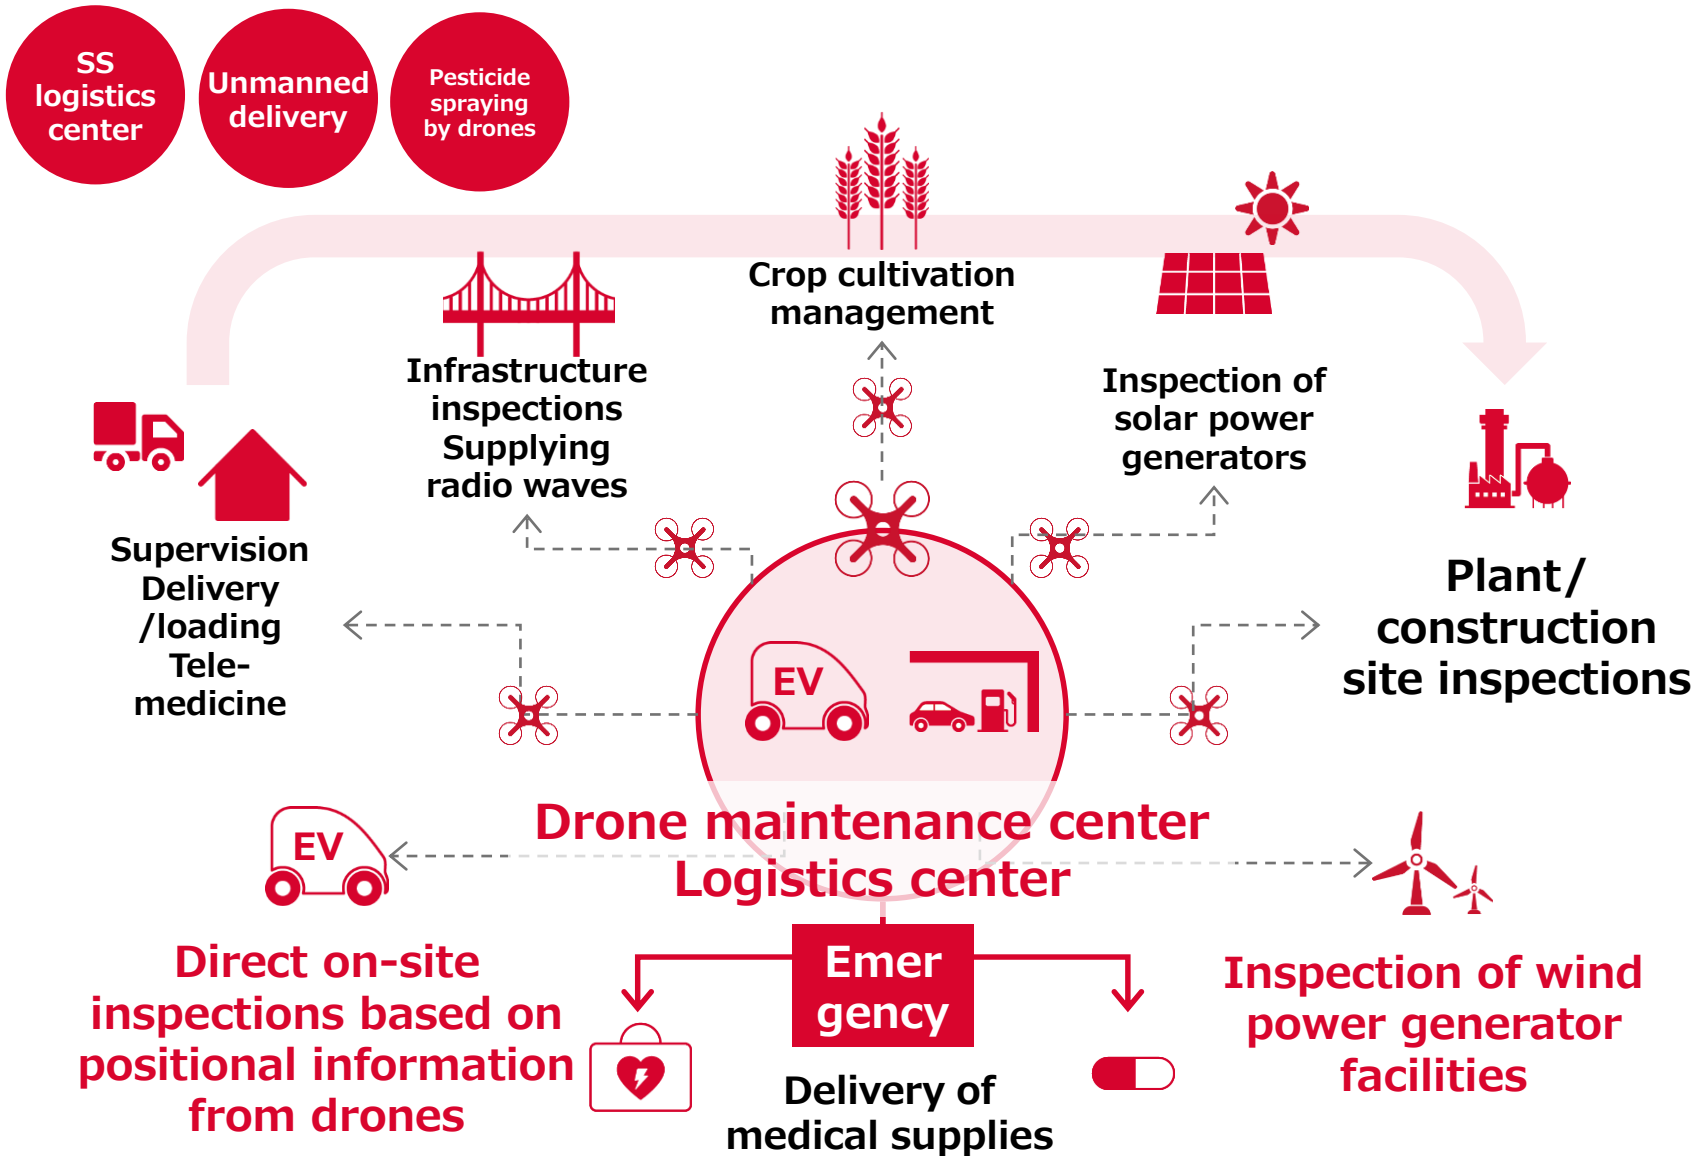 SS
logistics
center
Unmanned
delivery
Pesticide
spraying
by drones
Crop cultivation
management
Infrastructure
inspections
Supplying
radio waves
Inspection of
solar power
generators
Supervision
Delivery
/loading
Tele-
medicine
Plant/
construction
site inspections
EV
Drone maintenance center
Logistics center
EV
Direct on-site
inspections based on
positional information
from drones
Emer
gency
Delivery of
medical supplies
Inspection of wind
power generator
facilities